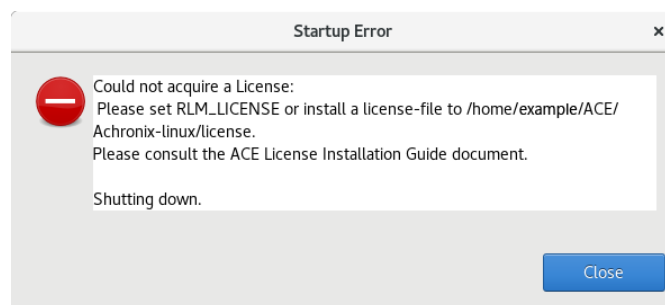 Startup Error
×
Could not acquire a License:
Please set RLM_LICENSE or install a license-file to /home/example/ACE/
Achronix-linux/license.
Please consult the ACE License Installation Guide document.
Shutting down.
Close